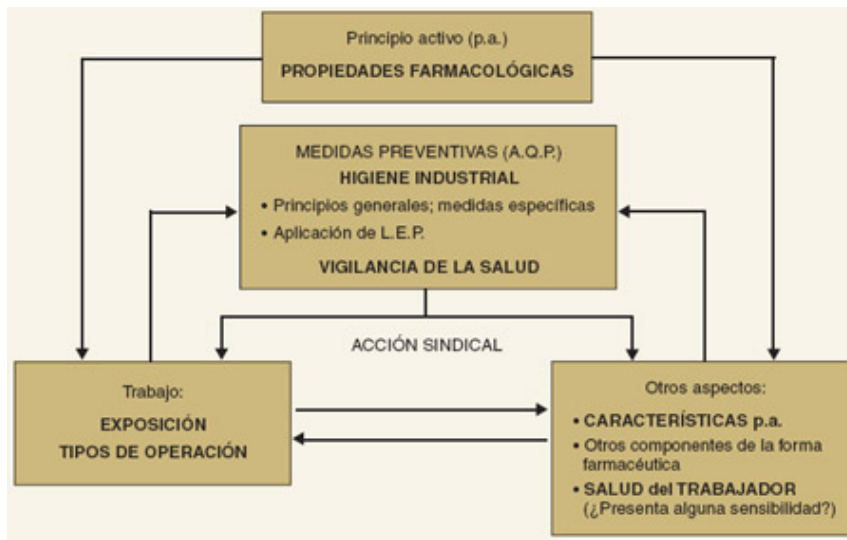 Principio activo (p.a.)
PROPIEDADES FARMACOLÓGICAS
MEDIDAS PREVENTIVAS (A.Q.P.)
HIGIENE INDUSTRIAL
• Principios generales; medidas específicas
• Aplicación de L.E.P.
VIGILANCIA DE LA SALUD
ACCIÓN SINDICAL
Trabajo:
EXPOSICIÓN
TIPOS DE OPERACIÓN
Otros aspectos:
• CARACTERÍSTICAS p.a.
• Otros componentes de la forma
farmacéutica
• SALUD del TRABAJADOR
(¿Presenta alguna sensibilidad?)